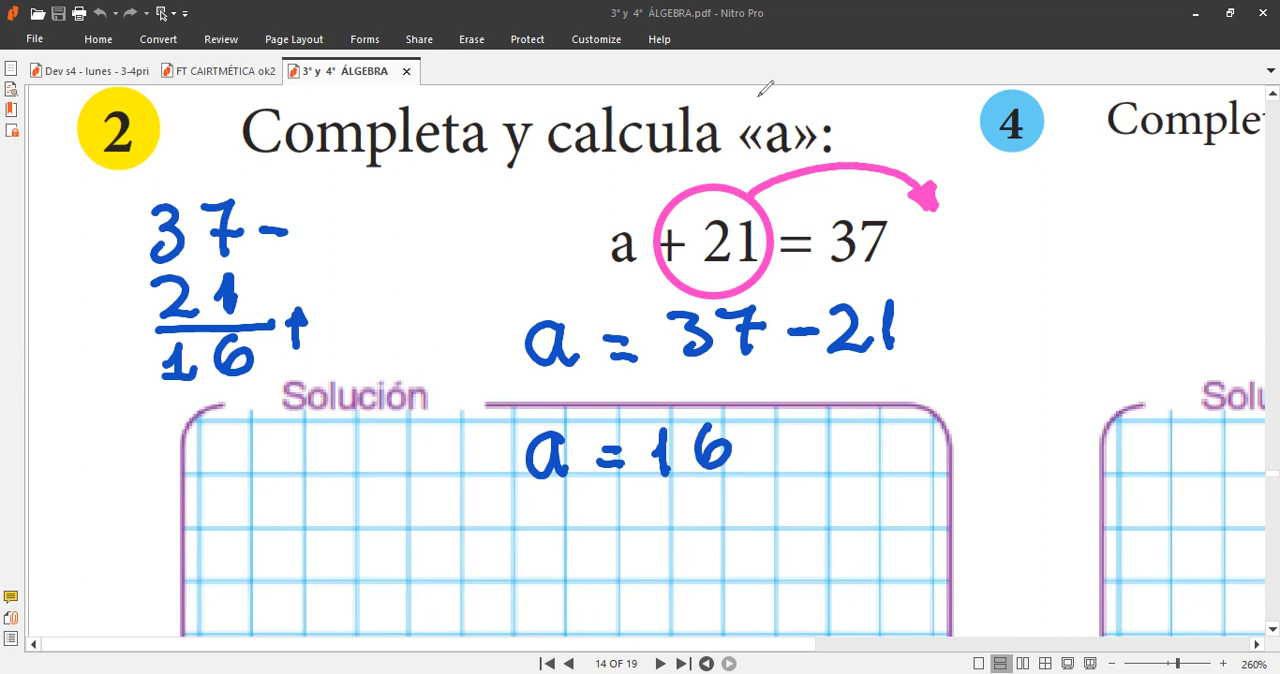 3° y 4° ÁLGEBRA.pdf - Nitro Pro
File Home Convert Review Page Layout Forms Share Erase Protect Customize Help
Dev s4 - lunes - 3-4pri FT CAIRTMÉTICA ok2 3° y 4° ÁLGEBRA
2 Completa y calcula «a»:
a + 21 = 37
37 -
21
16
a = 37 - 21
Solución
a = 16
4 Complet
Solu
14 OF 19
260%